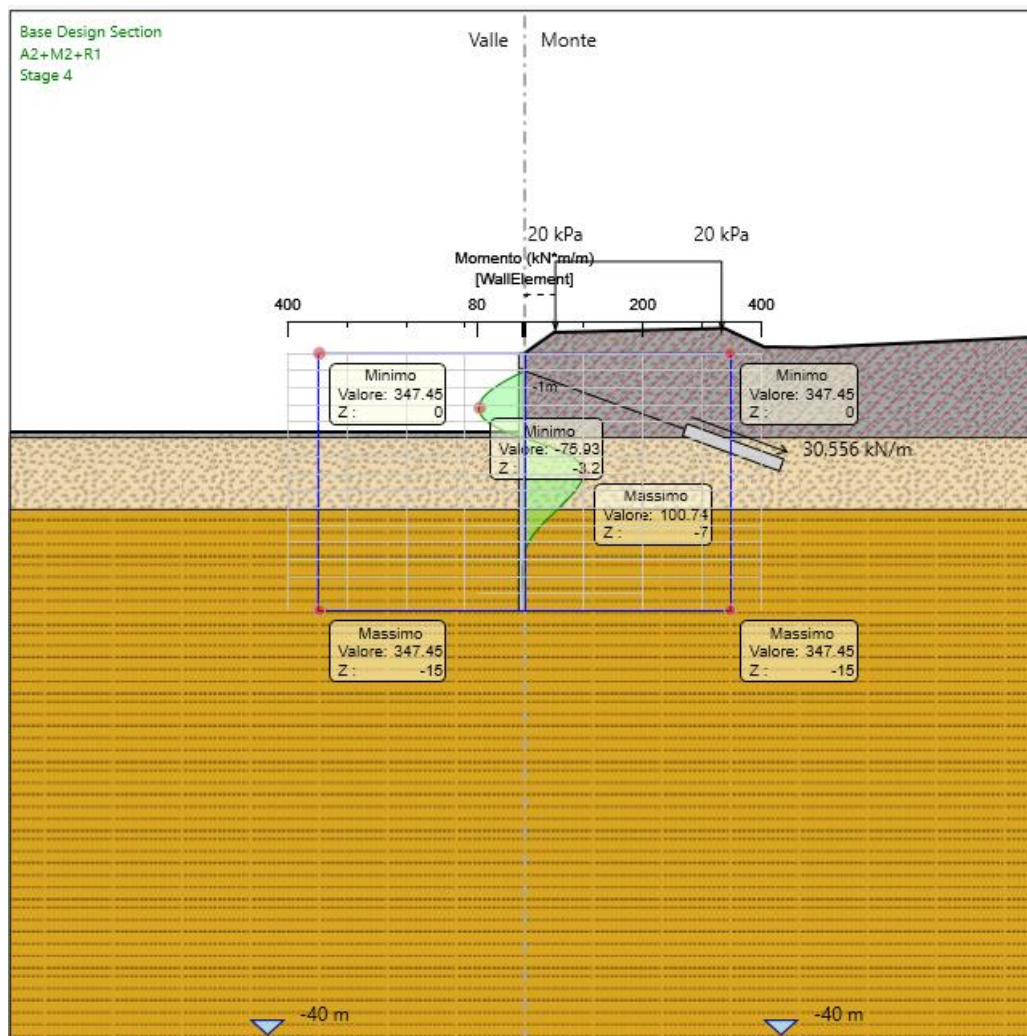 Base Design Section
A2+M2+R1
Stage 4
Valle
Monte
20 kPa
20 kPa
Momento (kN*m/m)
[WallElement]
400
80
200
400
Minimo
Valore: 347.45
Z : 0
-1m
Minimo
Valore: 347.45
Z : 0
Minimo
Valore: -75.93
Z : -3.2
30.556 kN/m
Massimo
Valore: 100.74
Z : -7
Massimo
Valore: 347.45
Z : -15
Massimo
Valore: 347.45
Z : -15
-40 m
-40 m